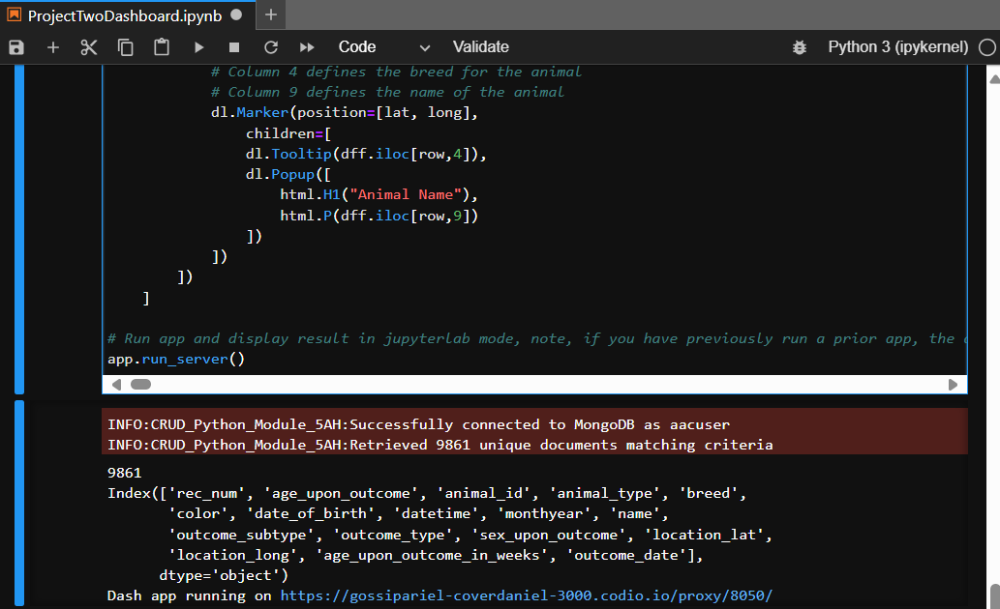 ProjectTwoDashboard.ipynb
Code
Validate
Python 3 (ipykernel)
# Column 4 defines the breed for the animal
# Column 9 defines the name of the animal
dl.Marker(position=[lat, long],
children=[
dl.Tooltip(dff.iloc[row,4]),
dl.Popup([
html.H1("Animal Name"),
html.P(dff.iloc[row,9])
])
])
])
]
# Run app and display result in jupyterlab mode, note, if you have previously run a prior app, the
app.run_server()
INFO:CRUD_Python_Module_5AH:Successfully connected to MongoDB as aacuser
INFO:CRUD_Python_Module_5AH:Retrieved 9861 unique documents matching criteria
9861
Index(['rec_num', 'age_upon_outcome', 'animal_id', 'animal_type', 'breed',
'color', 'date_of_birth', 'datetime', 'monthyear', 'name',
'outcome_subtype', 'outcome_type', 'sex_upon_outcome', 'location_lat',
'location_long', 'age_upon_outcome_in_weeks', 'outcome_date'],
dtype='object')
Dash app running on https://gossipariel-coverdaniel-3000.codio.io/proxy/8050/